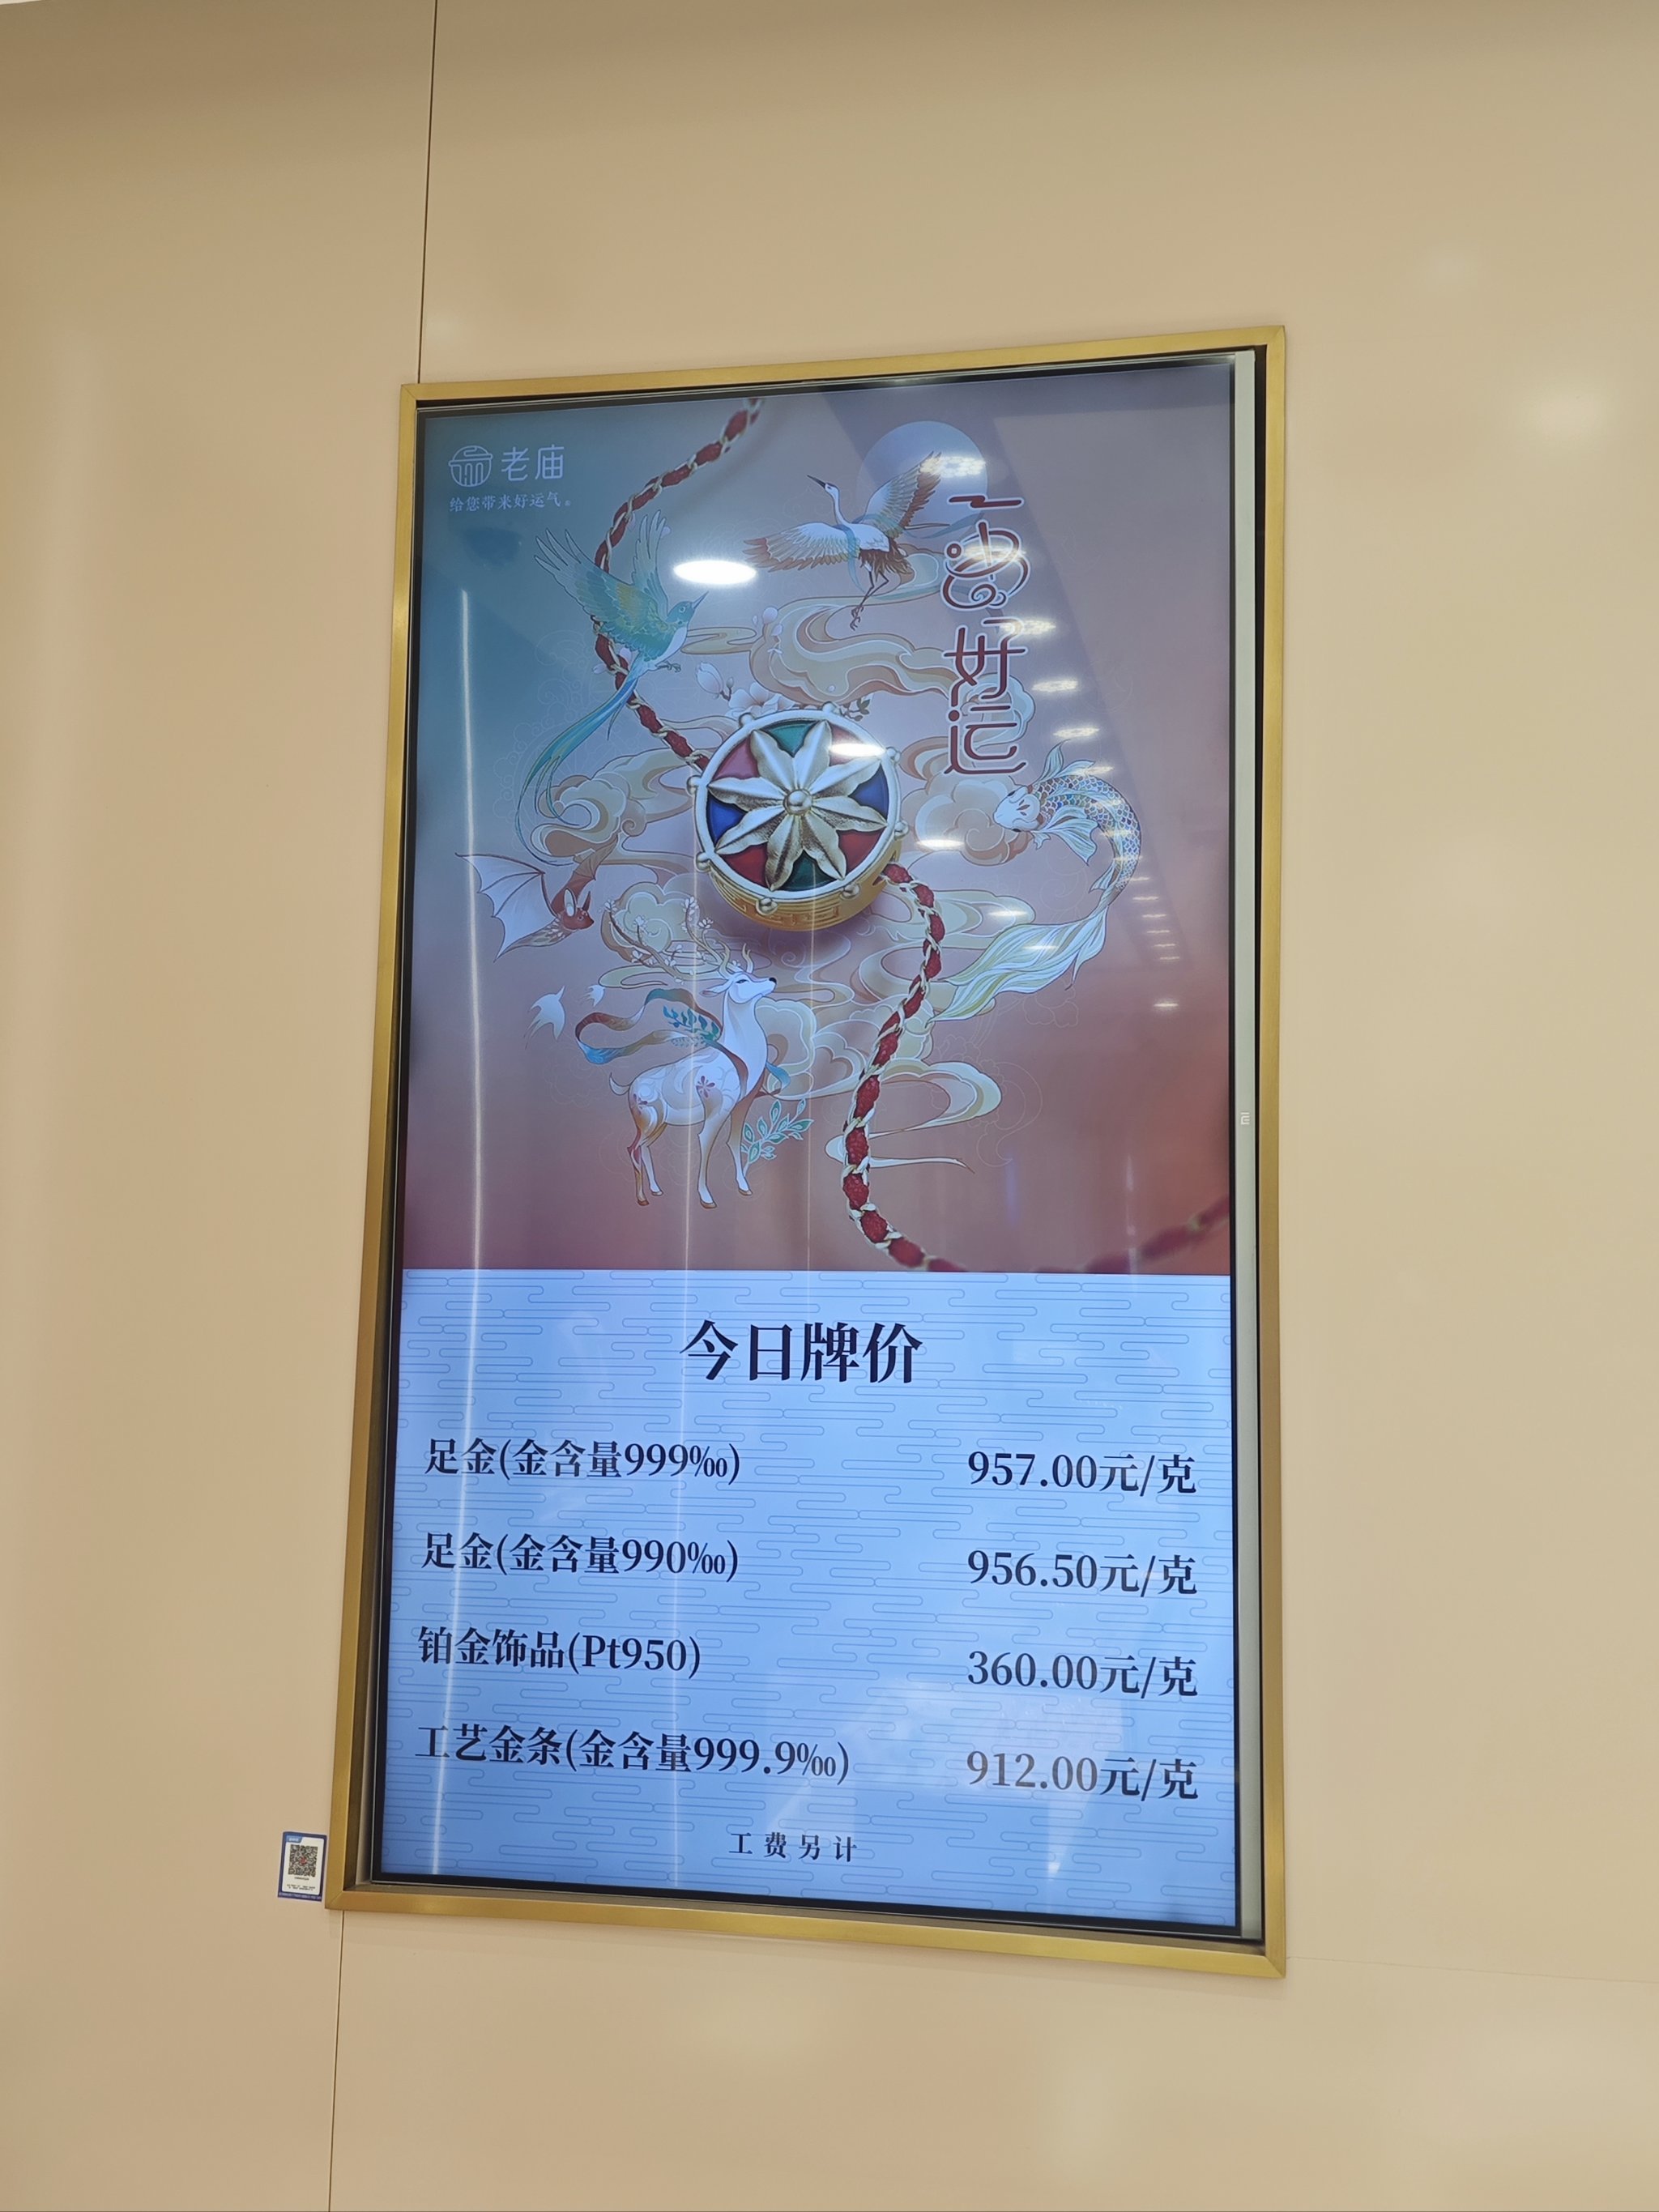 老庙
给您带来好运气。
一鼓好运
今日牌价
足金(金含量999‰) 957.00元/克
足金(金含量990‰) 956.50元/克
铂金饰品(Pt950) 360.00元/克
工艺金条(金含量999.9‰) 912.00元/克
工费另计